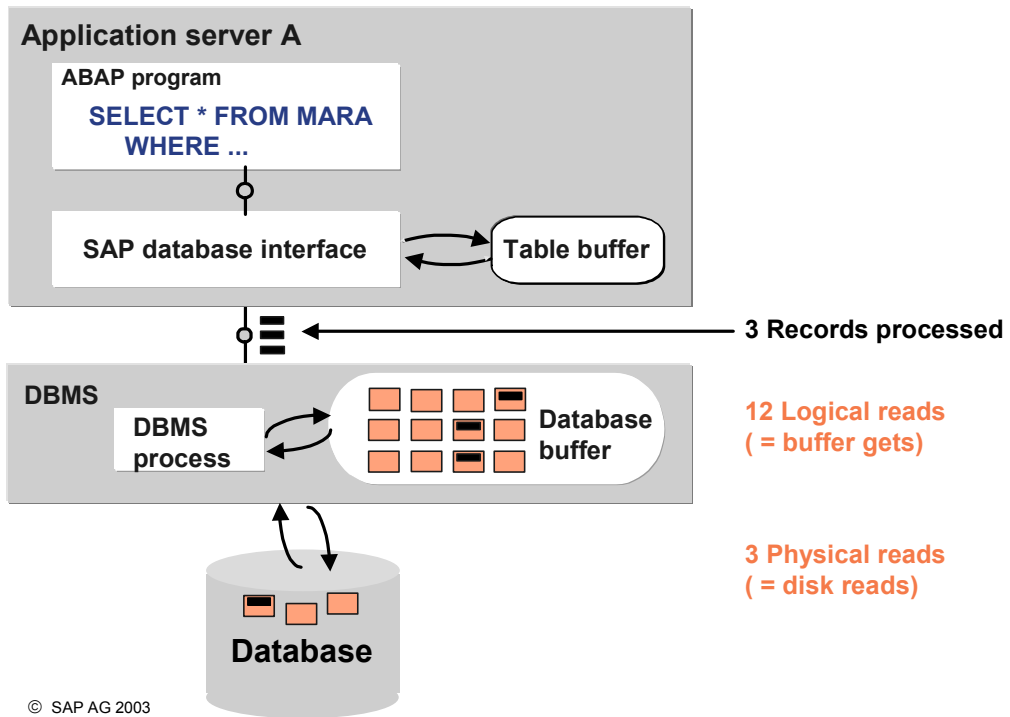 Application server A
ABAP program
SELECT * FROM MARA
WHERE ...
SAP database interface
Table buffer
3 Records processed
DBMS
DBMS
process
Database
buffer
12 Logical reads
( = buffer gets)
3 Physical reads
( = disk reads)
Database
© SAP AG 2003